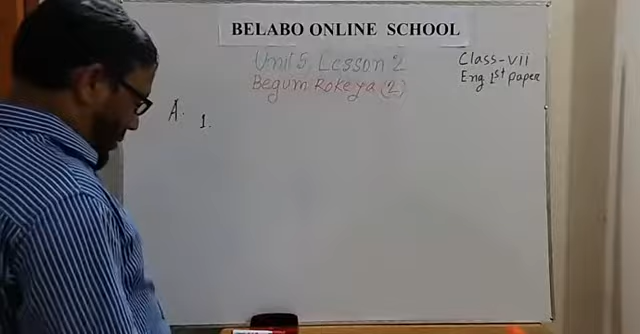 BELABO ONLINE SCHOOL
Unit 5, Lesson 2
Begum Rokeya (2)
Class-vii
Eng 1st paper
A.
1.